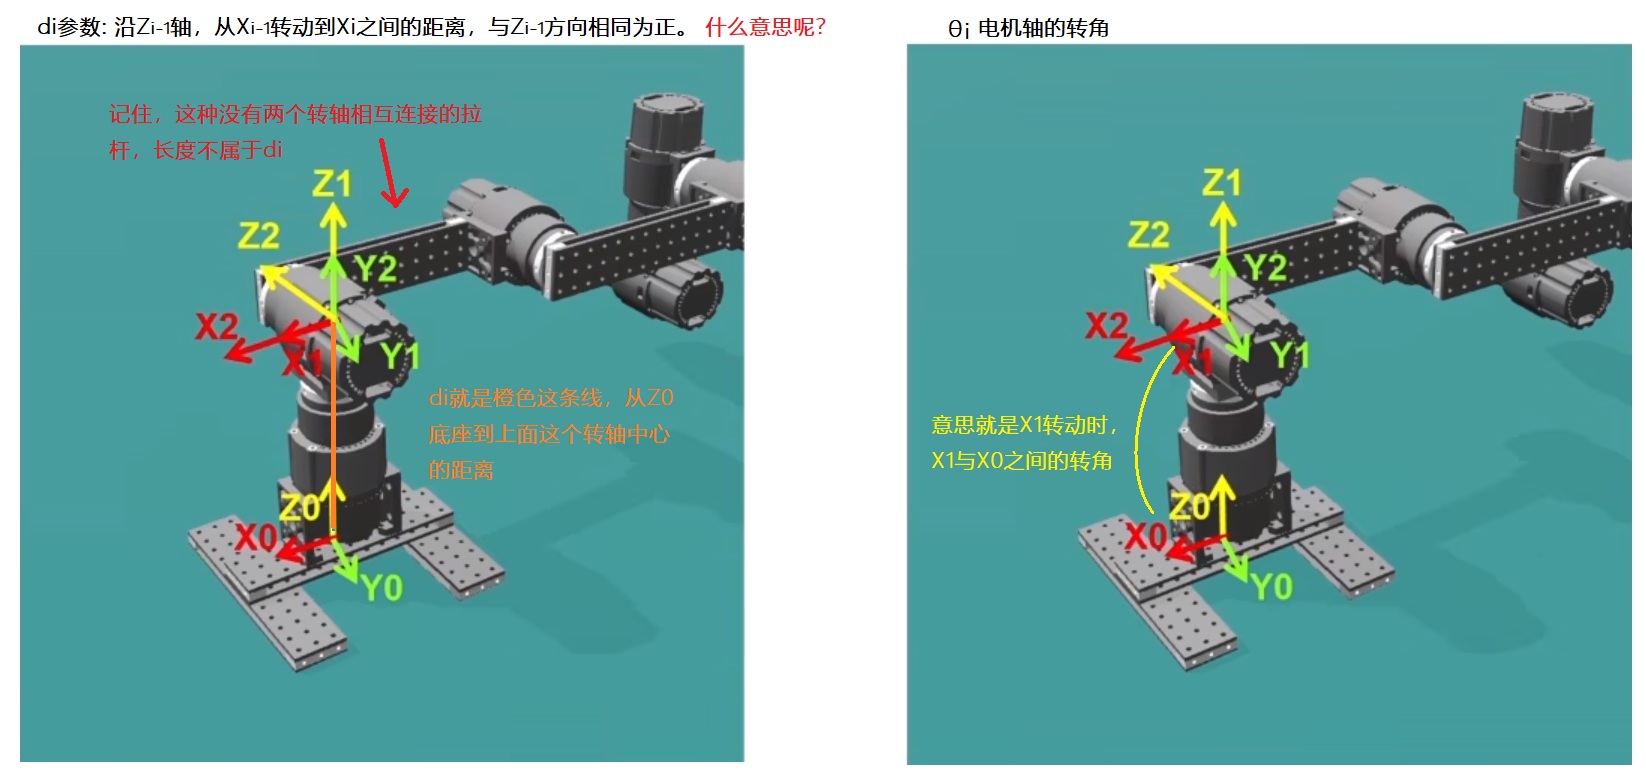 di参数: 沿Zi-1轴，从Xi-1转动到Xi之间的距离，与Zi-1方向相同为正。 什么意思呢?
记住，这种没有两个转轴相互连接的拉
杆，长度不属于di
Z1
Z2
Y2
X2
X1
Y1
di就是橙色这条线，从Z0
底座到上面这个转轴中心
的距离
Z0
X0
Y0
θi 电机轴的转角
Z1
Z2
Y2
X2
X1
Y1
意思就是X1转动时，
X1与X0之间的转角
Z0
X0
Y0